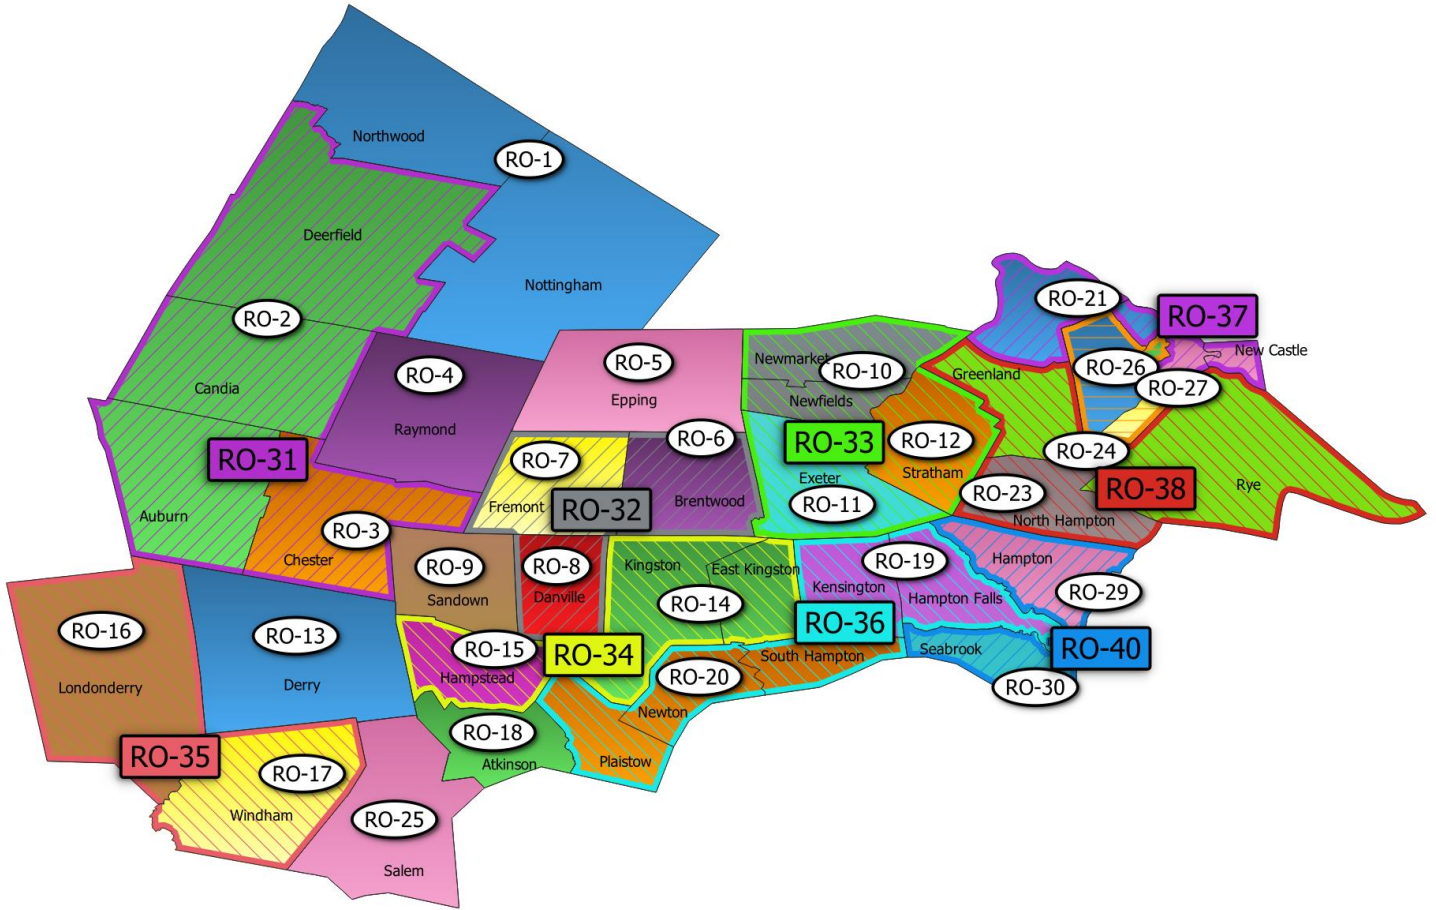 Northwood
RO-1
Deerfield
Nottingham
RO-2
RO-21
RO-37
New Castle
RO-4
RO-5
Newmarket
RO-10
Greenland
RO-26
RO-27
Candia
Epping
Newfields
Raymond
RO-6
RO-33
RO-12
RO-24
RO-31
RO-7
Stratham
Exeter
Rye
RO-38
RO-23
Fremont
RO-32
Brentwood
RO-11
Auburn
RO-3
North Hampton
Chester
RO-9
RO-8
Kingston
East Kingston
RO-19
Hampton
Kensington
RO-29
Sandown
Danville
RO-14
Hampton Falls
RO-16
RO-13
RO-15
RO-34
RO-36
Seabrook
RO-40
South Hampton
Londonderry
Derry
Hampstead
RO-20
RO-30
Newton
RO-18
RO-35
RO-17
Atkinson
Plaistow
Windham
RO-25
Salem